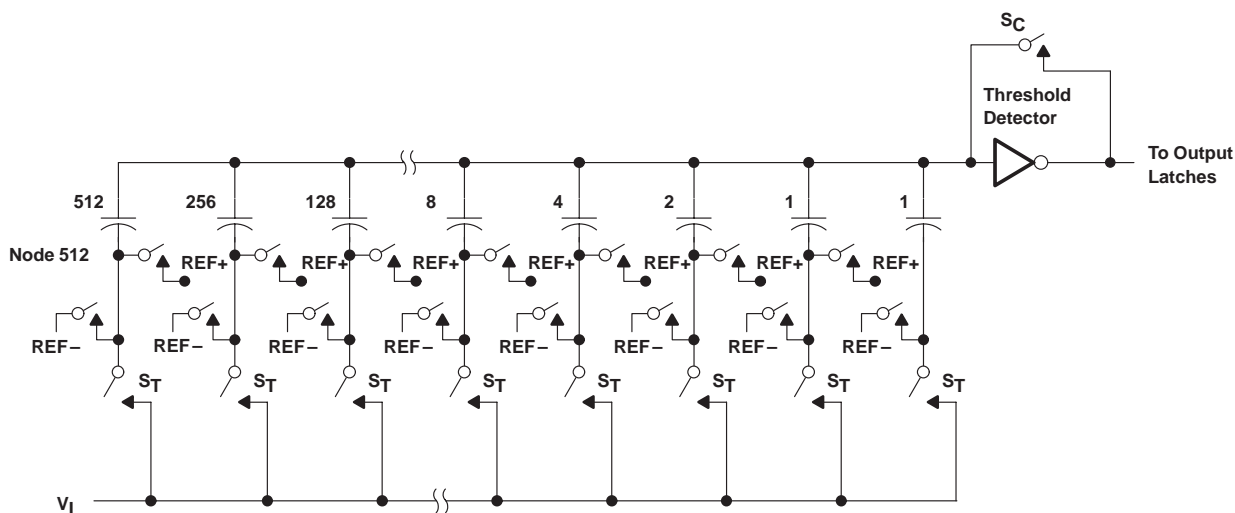 SC
Threshold
Detector
To Output
Latches
512 256 128 8 4 2 1 1
Node 512 REF+ REF+ REF+ REF+ REF+ REF+ REF+
REF− REF− REF− REF− REF− REF− REF− REF−
ST ST ST ST ST ST ST ST
VI